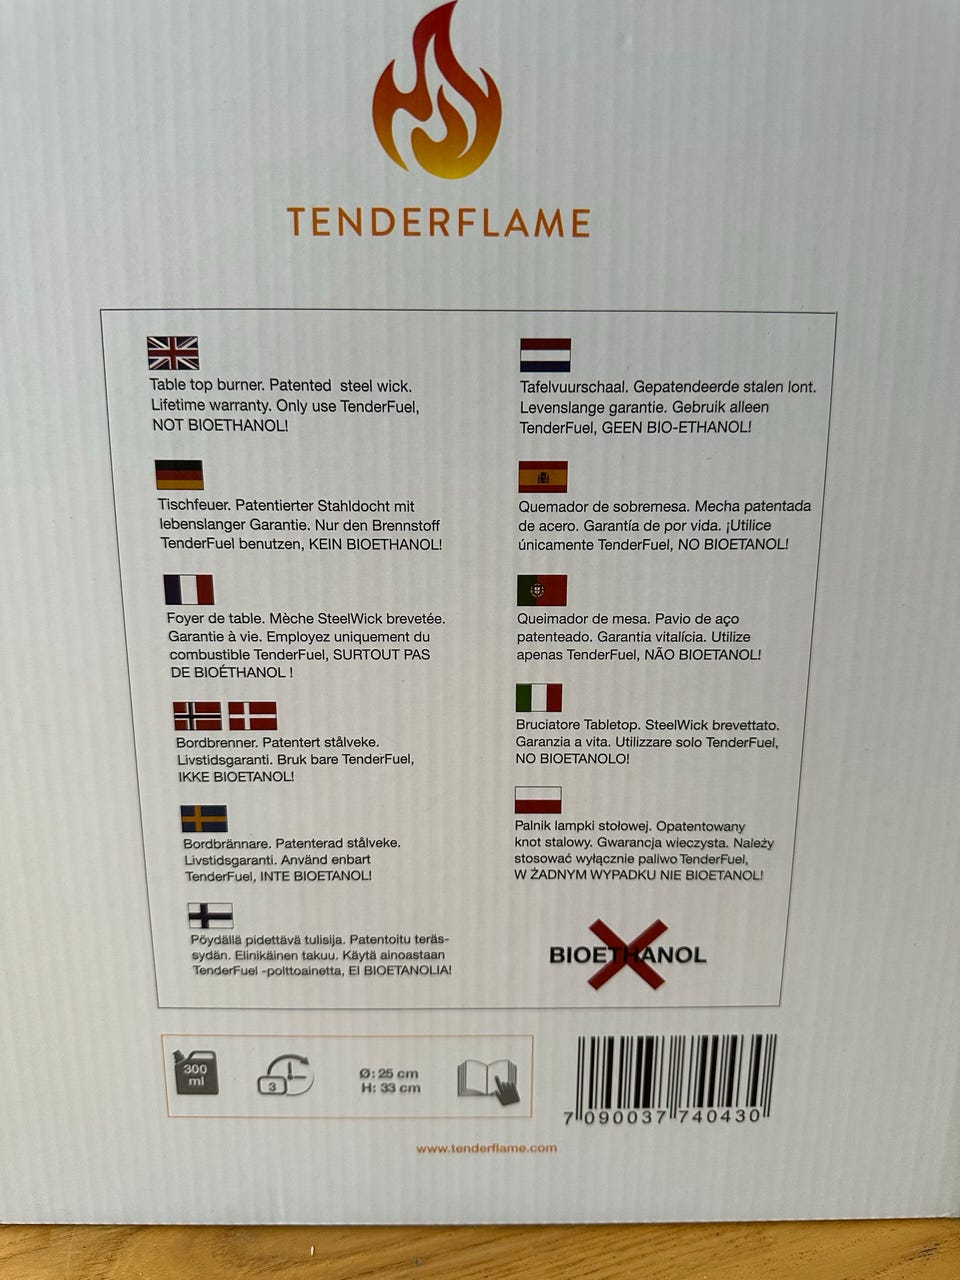 TENDERFLAME
Table top burner. Patented steel wick.
Lifetime warranty. Only use TenderFuel,
NOT BIOETHANOL!
Tischfeuer. Patentierter Stahldocht mit
lebenslanger Garantie. Nur den Brennstoff
TenderFuel benutzen, KEIN BIOETHANOL!
Foyer de table. Mèche SteelWick brevetée.
Garantie à vie. Employez uniquement du
combustible TenderFuel, SURTOUT PAS
DE BIOÉTHANOL !
Bordbrenner. Patentert stålveke.
Livstidsgaranti. Bruk bare TenderFuel,
IKKE BIOETANOL!
Bordbrännare. Patenterad stålveke.
Livstidsgaranti. Använd enbart
TenderFuel, INTE BIOETANOL!
Pöydällä pidettävä tulisija. Patentoitu teräs-
sydän. Elinikäinen takuu. Käytä ainoastaan
TenderFuel -polttoainetta, EI BIOETANOLIA!
Tafelvuurschaal. Gepatendeerde stalen lont.
Levenslange garantie. Gebruik alleen
TenderFuel, GEEN BIO-ETHANOL!
Quemador de sobremesa. Mecha patentada
de acero. Garantía de por vida. ¡Utilice
únicamente TenderFuel, NO BIOETANOL!
Queimador de mesa. Pavio de aço
patenteado. Garantia vitalícia. Utilize
apenas TenderFuel, NÃO BIOETANOL!
Bruciatore Tabletop. SteelWick brevettato.
Garanzia a vita. Utilizzare solo TenderFuel,
NO BIOETANOLO!
Palnik lampki stołowej. Opatentowany
knot stalowy. Gwarancja wieczysta. Należy
stosować wyłącznie paliwo TenderFuel,
W ŻADNYM WYPADKU NIE BIOETANOL!
BIOETHANOL
300
ml
3
Ø: 25 cm
H: 33 cm
7 090037 740430
www.tenderflame.com